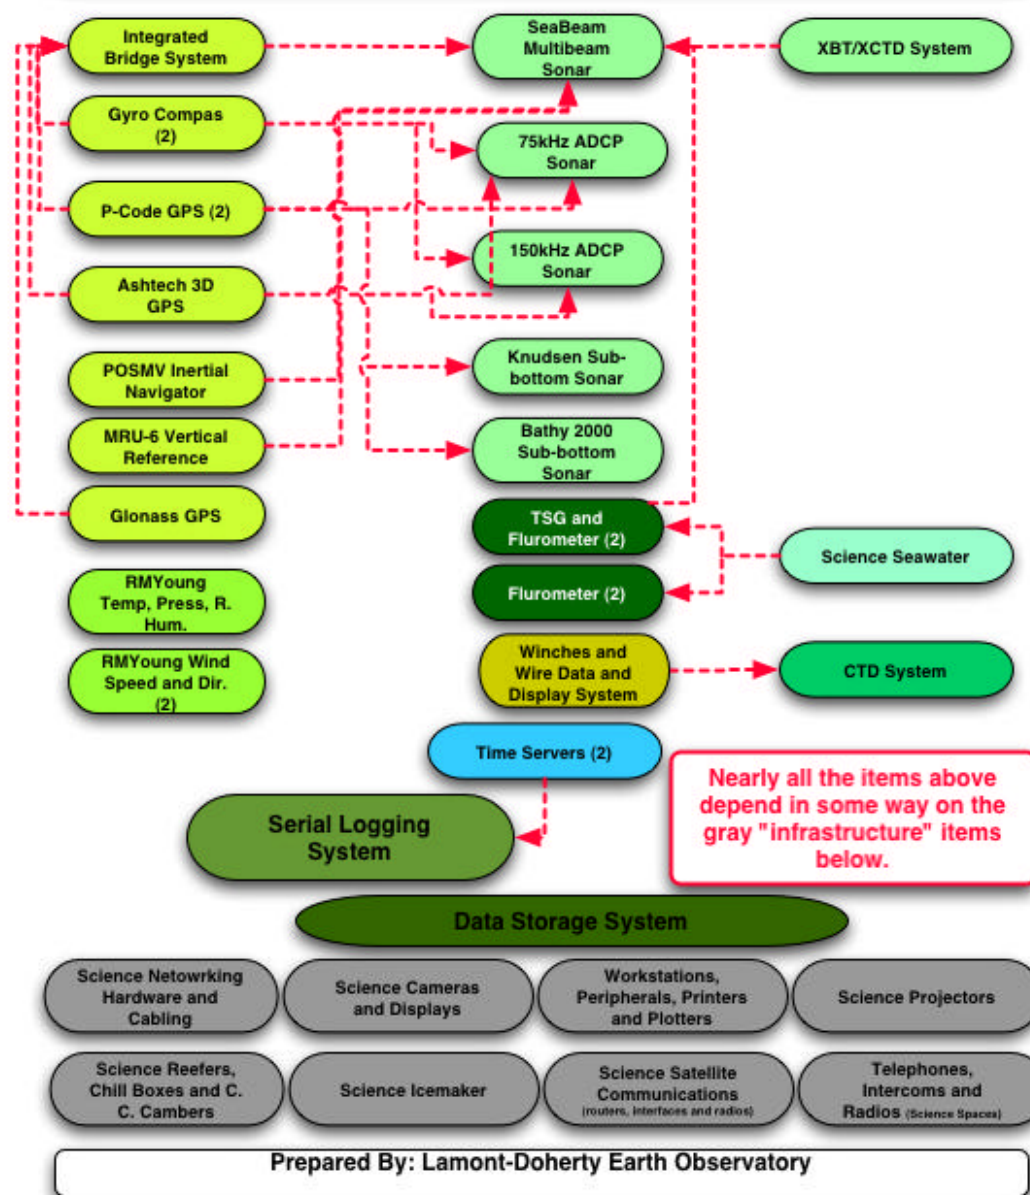 Integrated
Bridge System
SeaBeam
Multibeam
Sonar
XBT/XCTD System
Gyro Compas
(2)
75kHz ADCP
Sonar
P-Code GPS (2)
150kHz ADCP
Sonar
Ashtech 3D
GPS
Knudsen Sub-
bottom Sonar
POSMV Inertial
Navigator
MRU-6 Vertical
Reference
Bathy 2000
Sub-bottom
Sonar
Glonass GPS
TSG and
Flurometer (2)
Science Seawater
RMYoung
Temp, Press, R.
Hum.
Flurometer (2)
RMYoung Wind
Speed and Dir.
(2)
Winches and
Wire Data and
Display System
CTD System
Time Servers (2)
Nearly all the items above
depend in some way on the
gray "infrastructure" items
below.
Serial Logging
System
Data Storage System
Science Netowrking
Hardware and
Cabling
Science Cameras
and Displays
Workstations,
Peripherals, Printers
and Plotters
Science Projectors
Science Reefers,
Chill Boxes and C.
C. Cambers
Science Icemaker
Science Satellite
Communications
(routers, interfaces and radios)
Telephones,
Intercoms and
Radios (Science Spaces)
Prepared By: Lamont-Doherty Earth Observatory